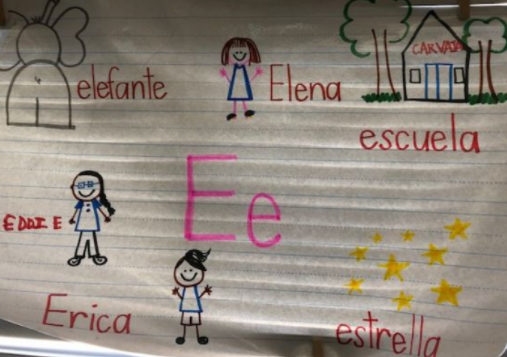 elefante
Elena
CARVAJAL
escuela
Ee
EDDIE
Erica
estrella